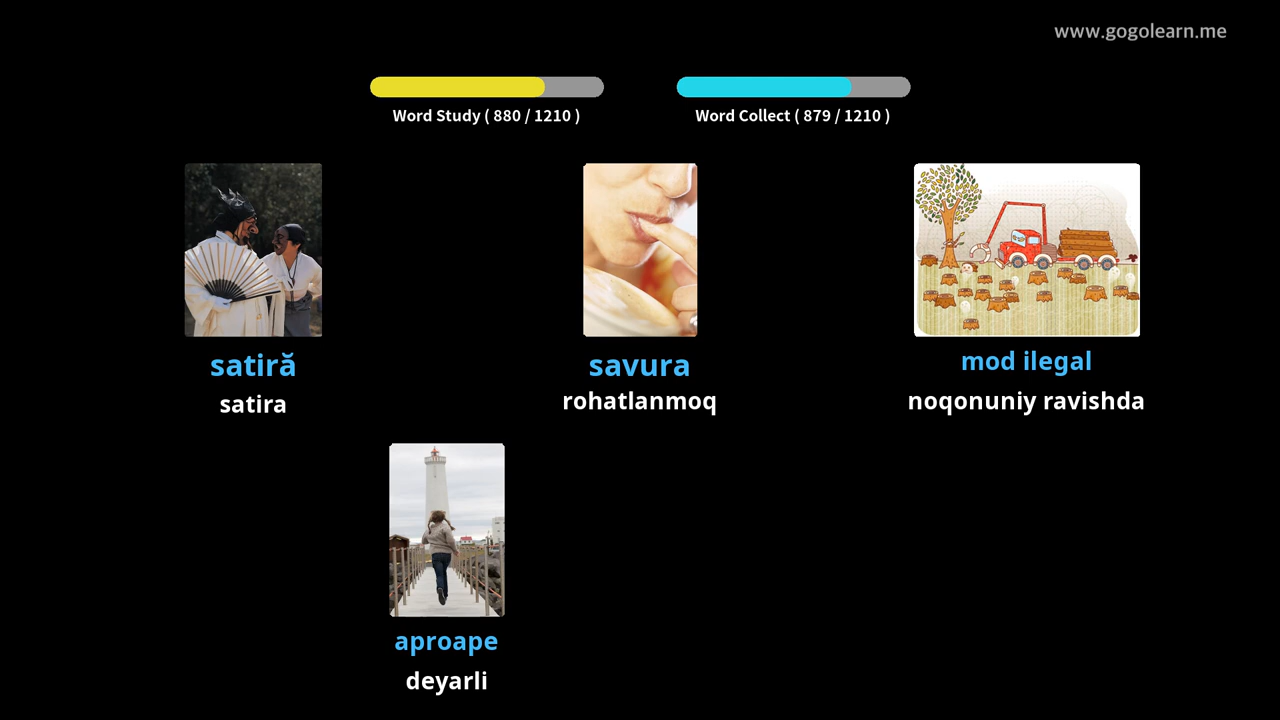 www.gogolearn.me
Word Study ( 880 / 1210 )
Word Collect ( 879 / 1210 )
satiră
satira
savura
rohatlanmoq
mod ilegal
noqonuniy ravishda
aproape
deyarli